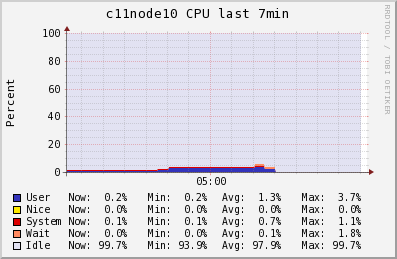 c11node10 CPU last 7min
RRDTOOL / TOBI OETIKER
Percent
100
80
60
40
20
0
05:00
User Now: 0.2% Min: 0.2% Avg: 1.3% Max: 3.7%
Nice Now: 0.0% Min: 0.0% Avg: 0.0% Max: 0.0%
System Now: 0.1% Min: 0.1% Avg: 0.7% Max: 1.1%
Wait Now: 0.0% Min: 0.0% Avg: 0.1% Max: 1.8%
Idle Now: 99.7% Min: 93.9% Avg: 97.9% Max: 99.7%